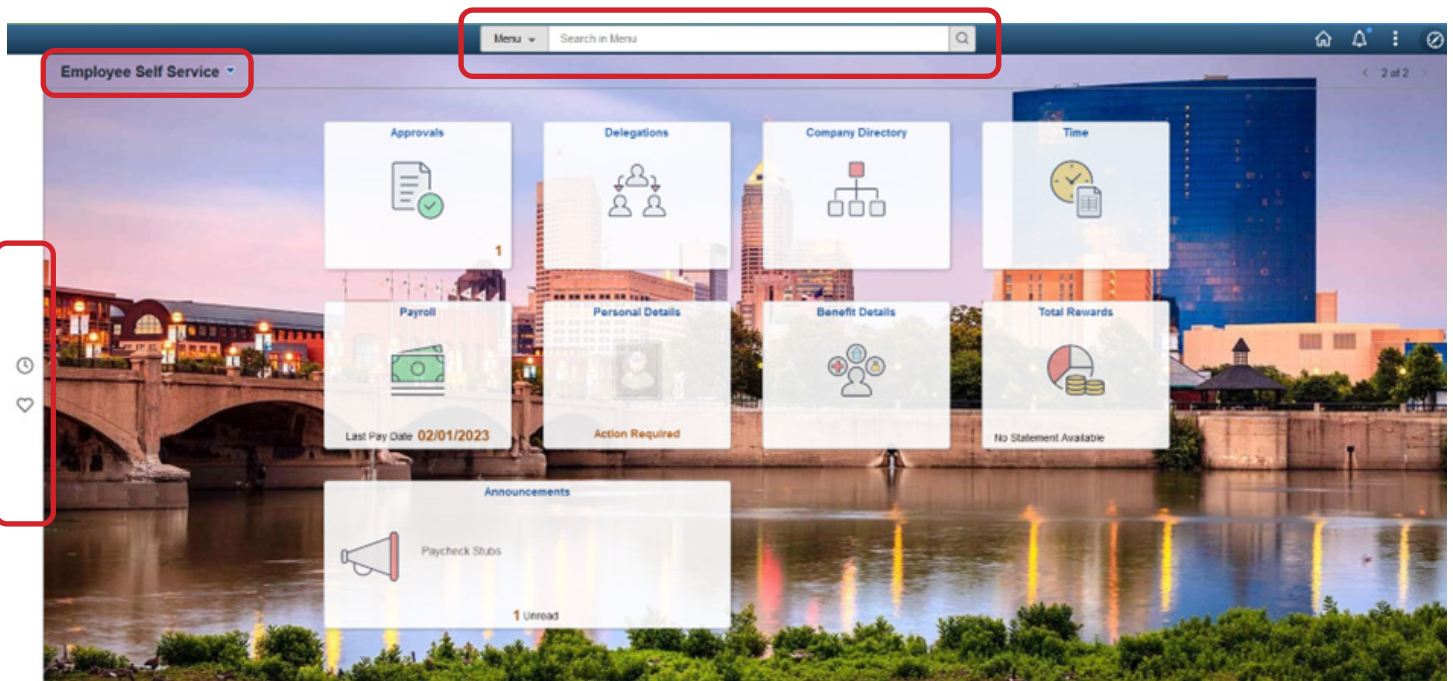 Menu
Search in Menu
Employee Self Service
2 of 2
Approvals
1
Delegations
Company Directory
Time
Payroll
Last Pay Date 02/01/2023
Personal Details
Action Required
Benefit Details
Total Rewards
No Statement Available
Announcements
Paycheck Stubs
1 Unread